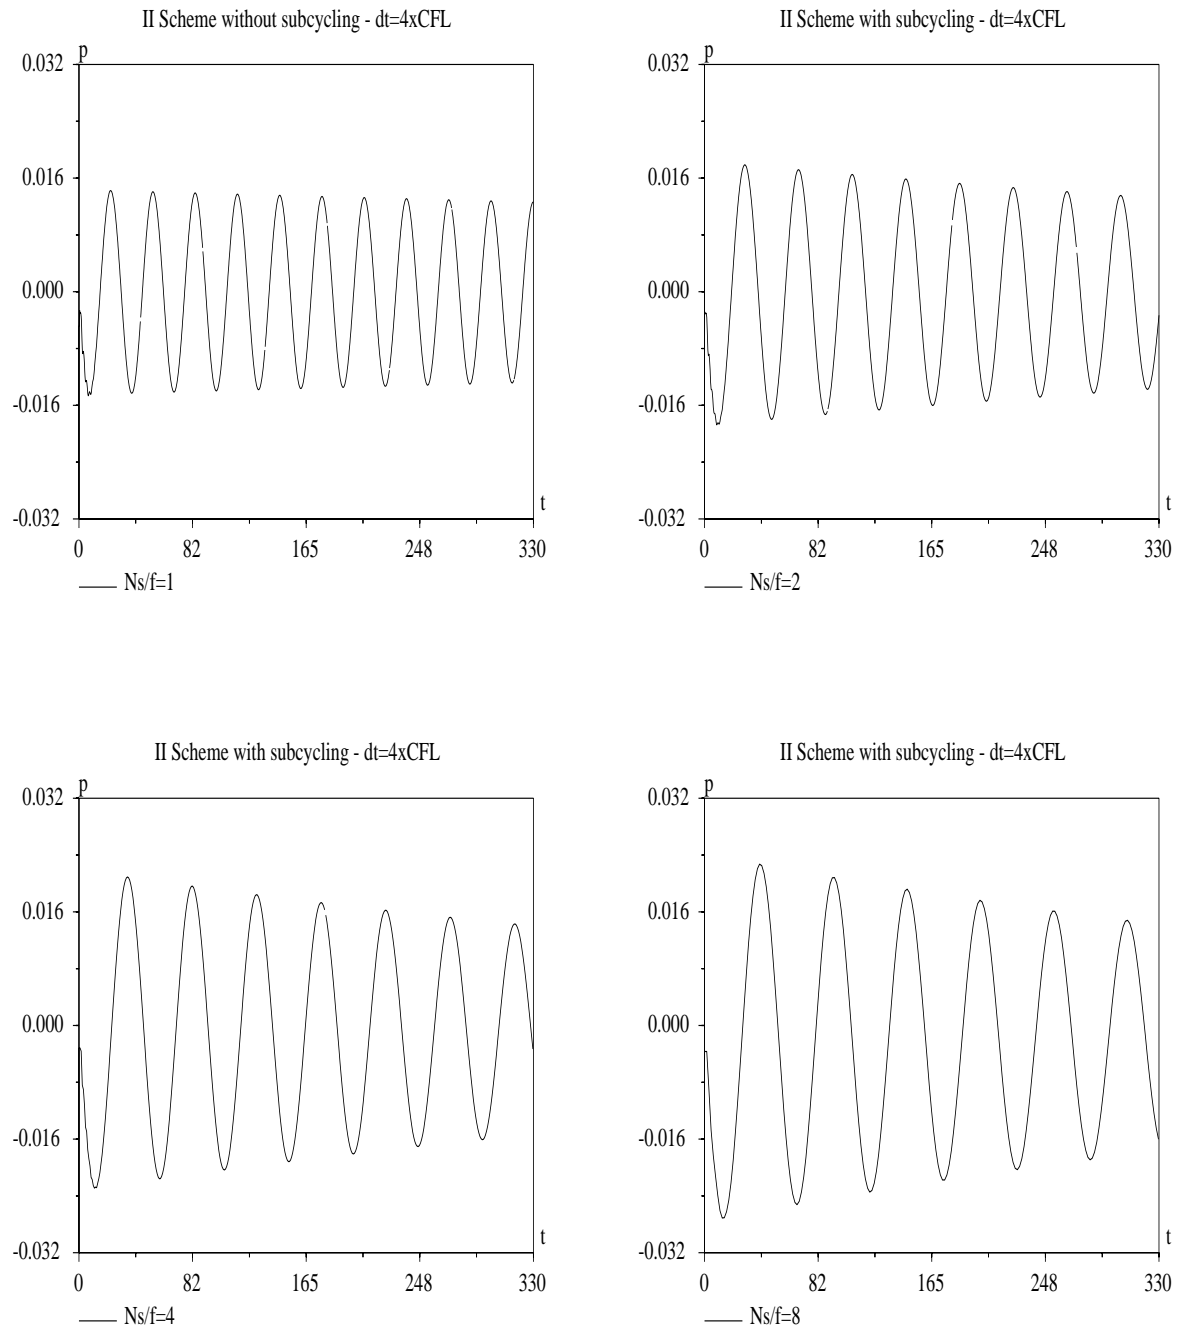 II Scheme without subcycling - dt=4xCFL
p
0.032
0.016
0.000
-0.016
-0.032
t
0 82 165 248 330
Ns/f=1
II Scheme with subcycling - dt=4xCFL
p
0.032
0.016
0.000
-0.016
-0.032
t
0 82 165 248 330
Ns/f=2
II Scheme with subcycling - dt=4xCFL
p
0.032
0.016
0.000
-0.016
-0.032
t
0 82 165 248 330
Ns/f=4
II Scheme with subcycling - dt=4xCFL
p
0.032
0.016
0.000
-0.016
-0.032
t
0 82 165 248 330
Ns/f=8